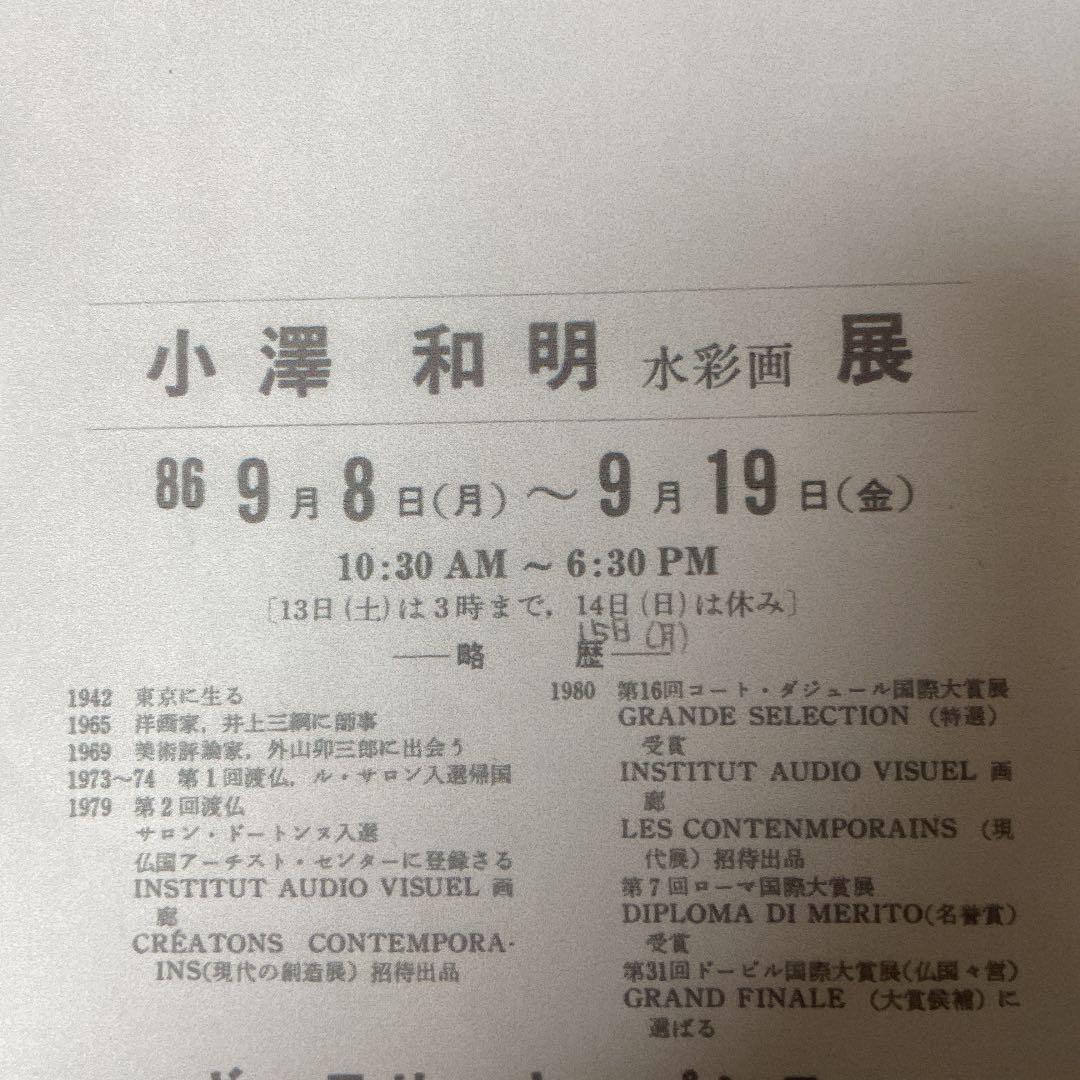 小澤 和明 水彩画 展
86 9月8日(月)〜9月19日(金)
10:30 AM ~ 6:30 PM
〔13日(土)は3時まで, 14日(日)は休み〕
15日(月)
——略 歴——
1942 東京に生る
1965 洋画家, 井上三綱に師事
1969 美術評論家, 外山卯三郎に出会う
1973〜74 第1回渡仏, ル・サロン入選帰国
1979 第2回渡仏
サロン・ドートンヌ入選
仏国アーチスト・センターに登録さる
INSTITUT AUDIO VISUEL 画
廊
CRÉATONS CONTEMPORA-
INS(現代の創造展) 招待出品
1980 第16回コート・ダジュール国際大賞展
GRANDE SELECTION (特選)
受賞
INSTITUT AUDIO VISUEL 画
廊
LES CONTENMPORAINS (現
代展) 招待出品
第7回ローマ国際大賞展
DIPLOMA DI MERITO(名誉賞)
受賞
第31回ドービル国際大賞展(仏国々営)
GRAND FINALE (大賞候補) に
選ばる